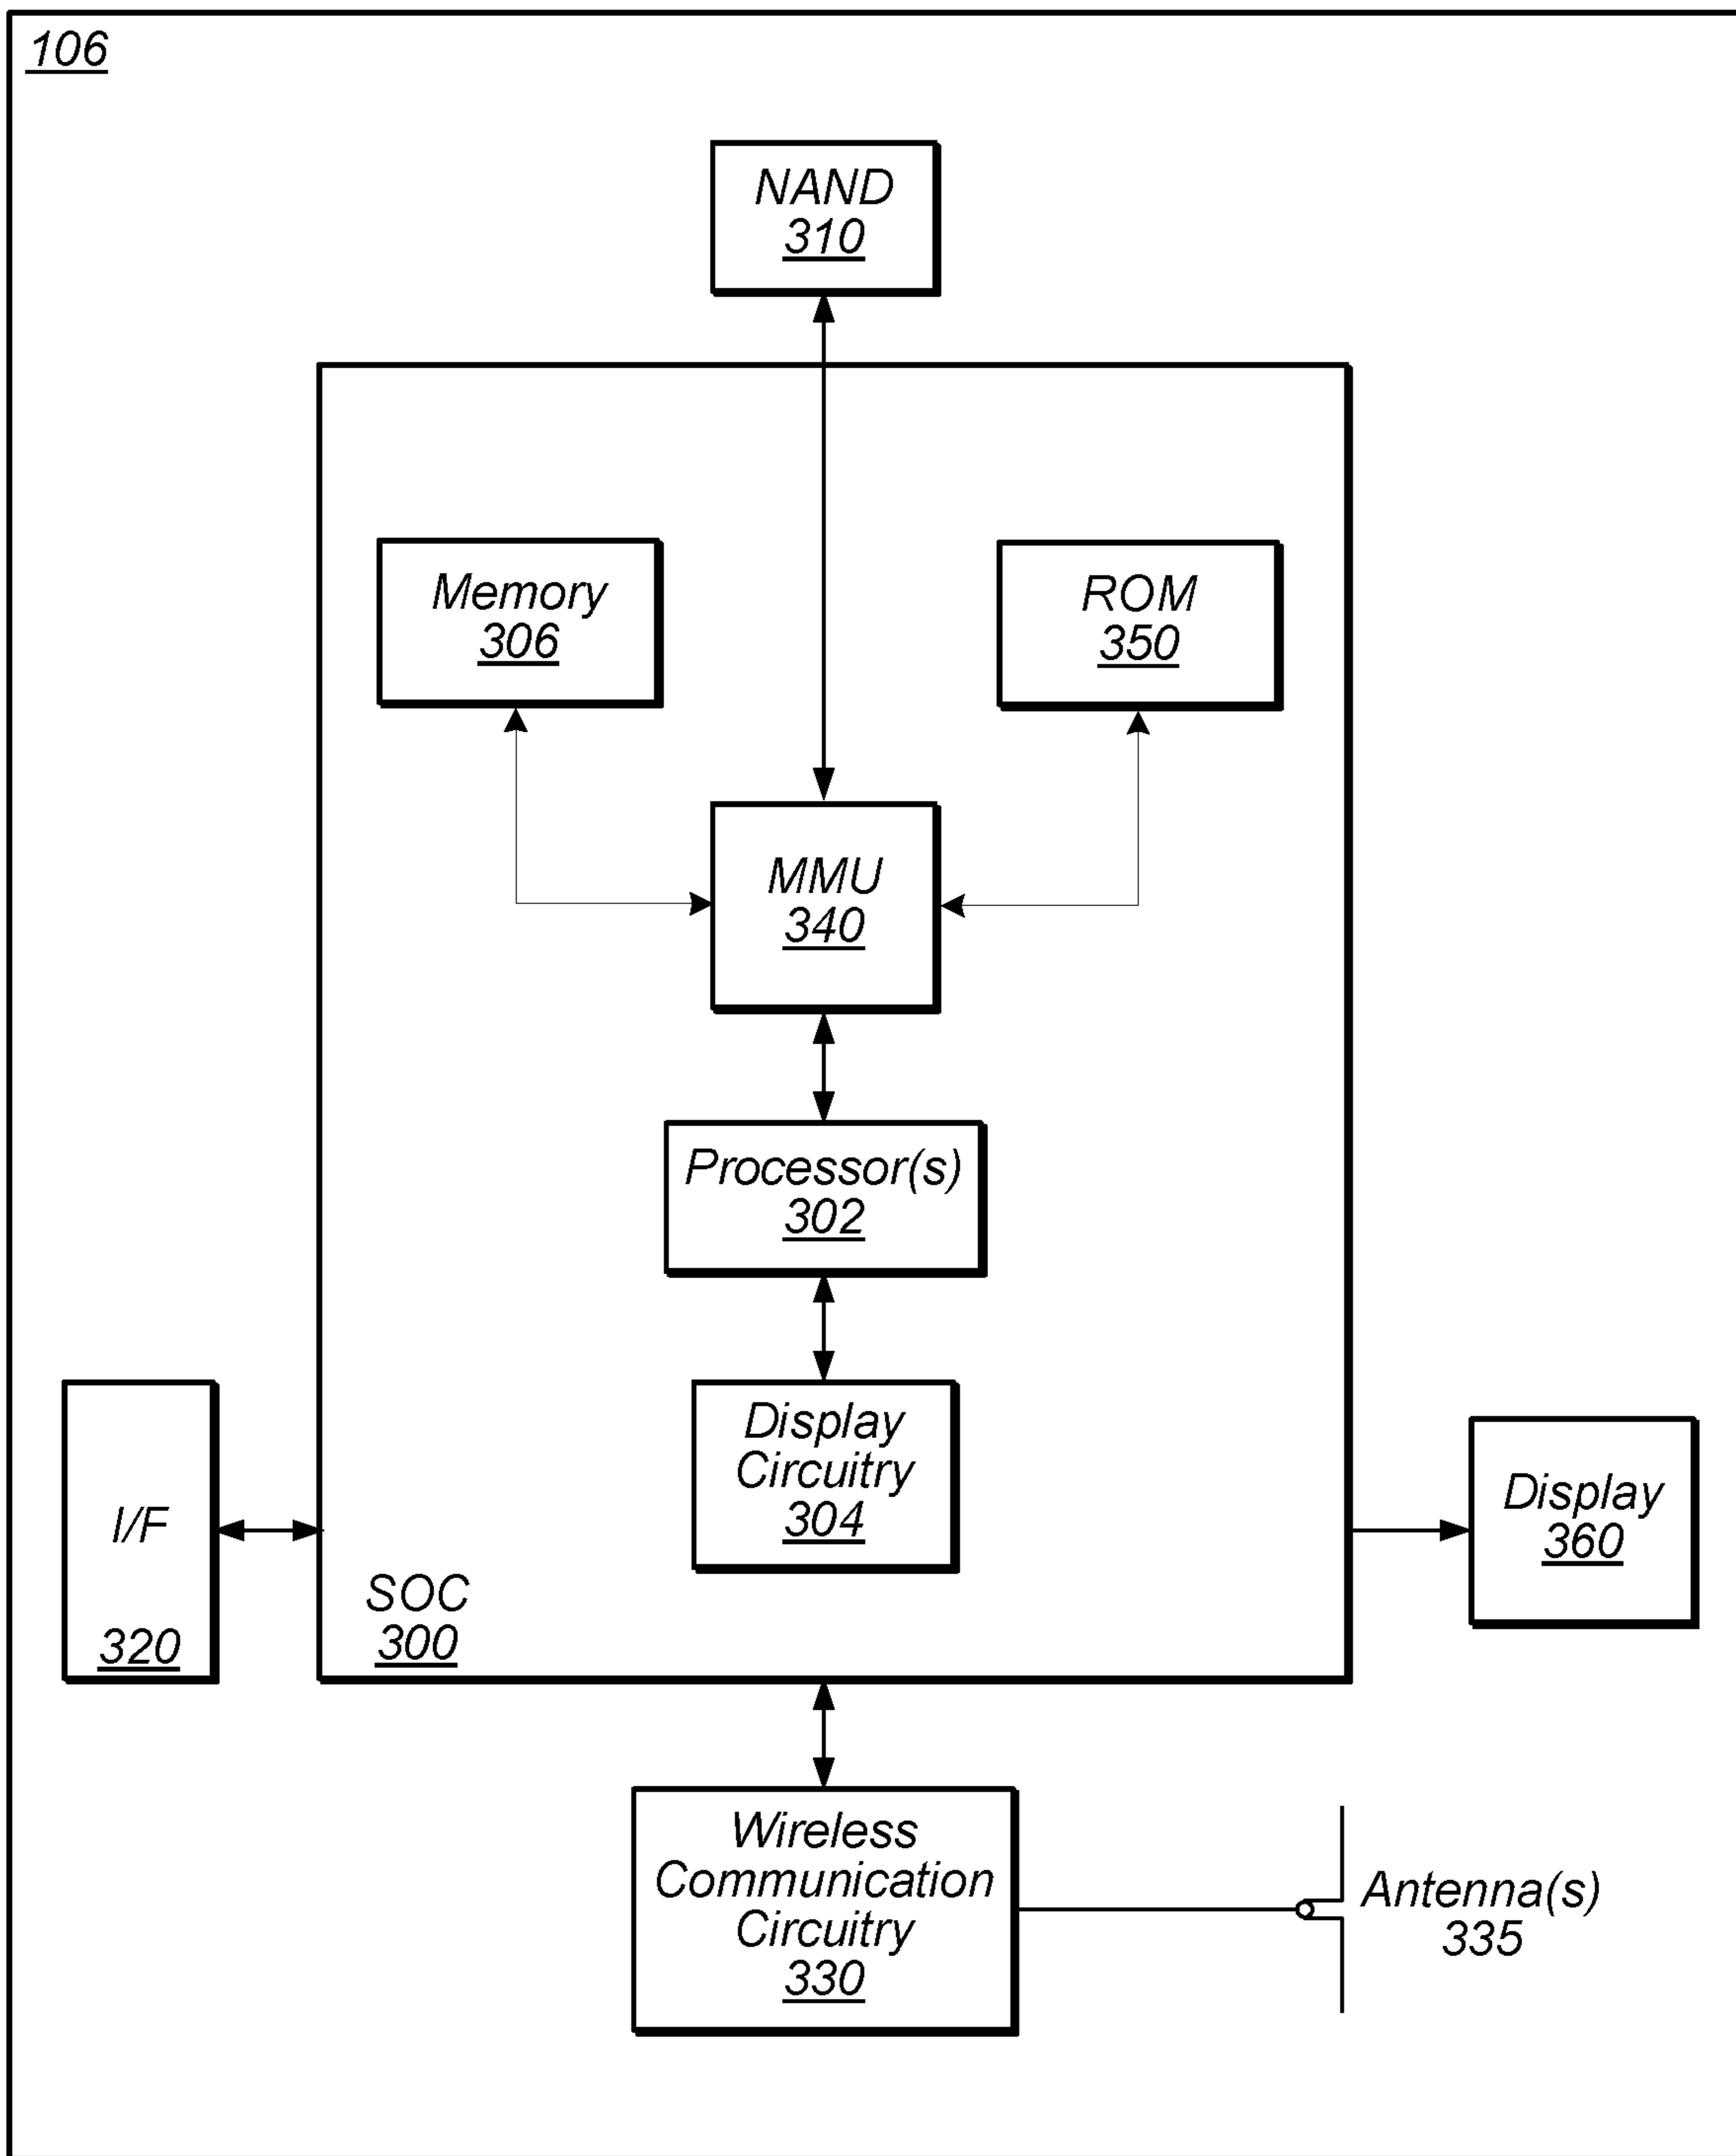 106
NAND
310
Memory
306
ROM
350
MMU
340
Processor(s)
302
Display
Circuitry
304
I/F
320
SOC
300
Display
360
Wireless
Communication
Circuitry
330
Antenna(s)
335